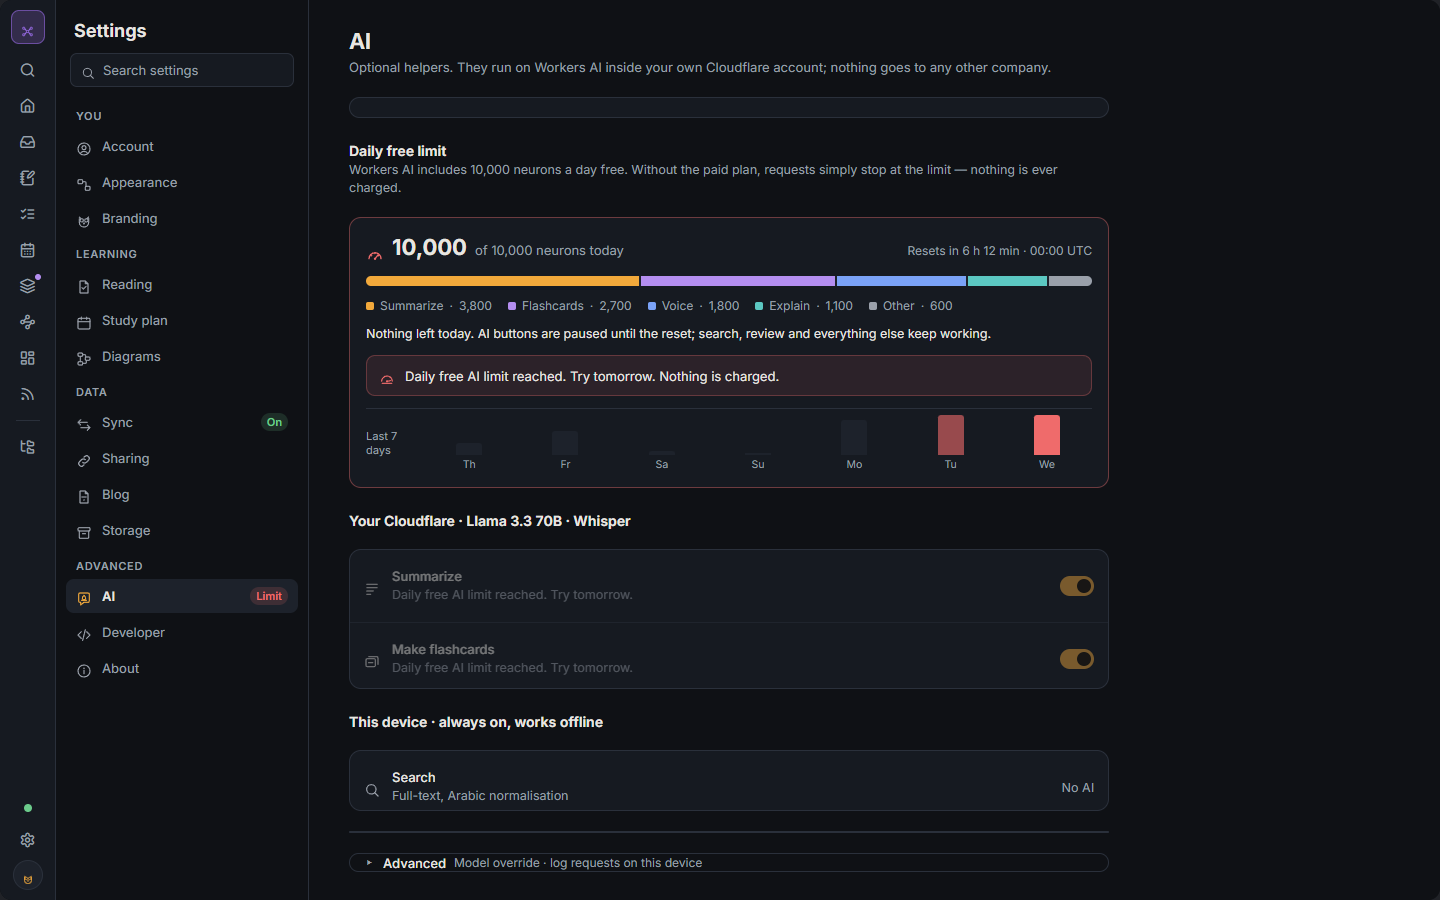 Settings
Search settings
YOU
Account
Appearance
Branding
LEARNING
Reading
Study plan
Diagrams
DATA
Sync On
Sharing
Blog
Storage
ADVANCED
AI Limit
Developer
About
AI
Optional helpers. They run on Workers AI inside your own Cloudflare account; nothing goes to any other company.
Daily free limit
Workers AI includes 10,000 neurons a day free. Without the paid plan, requests simply stop at the limit — nothing is ever
charged.
10,000 of 10,000 neurons today Resets in 6 h 12 min · 00:00 UTC
Summarize · 3,800 Flashcards · 2,700 Voice · 1,800 Explain · 1,100 Other · 600
Nothing left today. AI buttons are paused until the reset; search, review and everything else keep working.
Daily free AI limit reached. Try tomorrow. Nothing is charged.
Last 7
days
Th Fr Sa Su Mo Tu We
Your Cloudflare · Llama 3.3 70B · Whisper
Summarize
Daily free AI limit reached. Try tomorrow.
Make flashcards
Daily free AI limit reached. Try tomorrow.
This device · always on, works offline
Search
Full-text, Arabic normalisation
No AI
Advanced Model override · log requests on this device